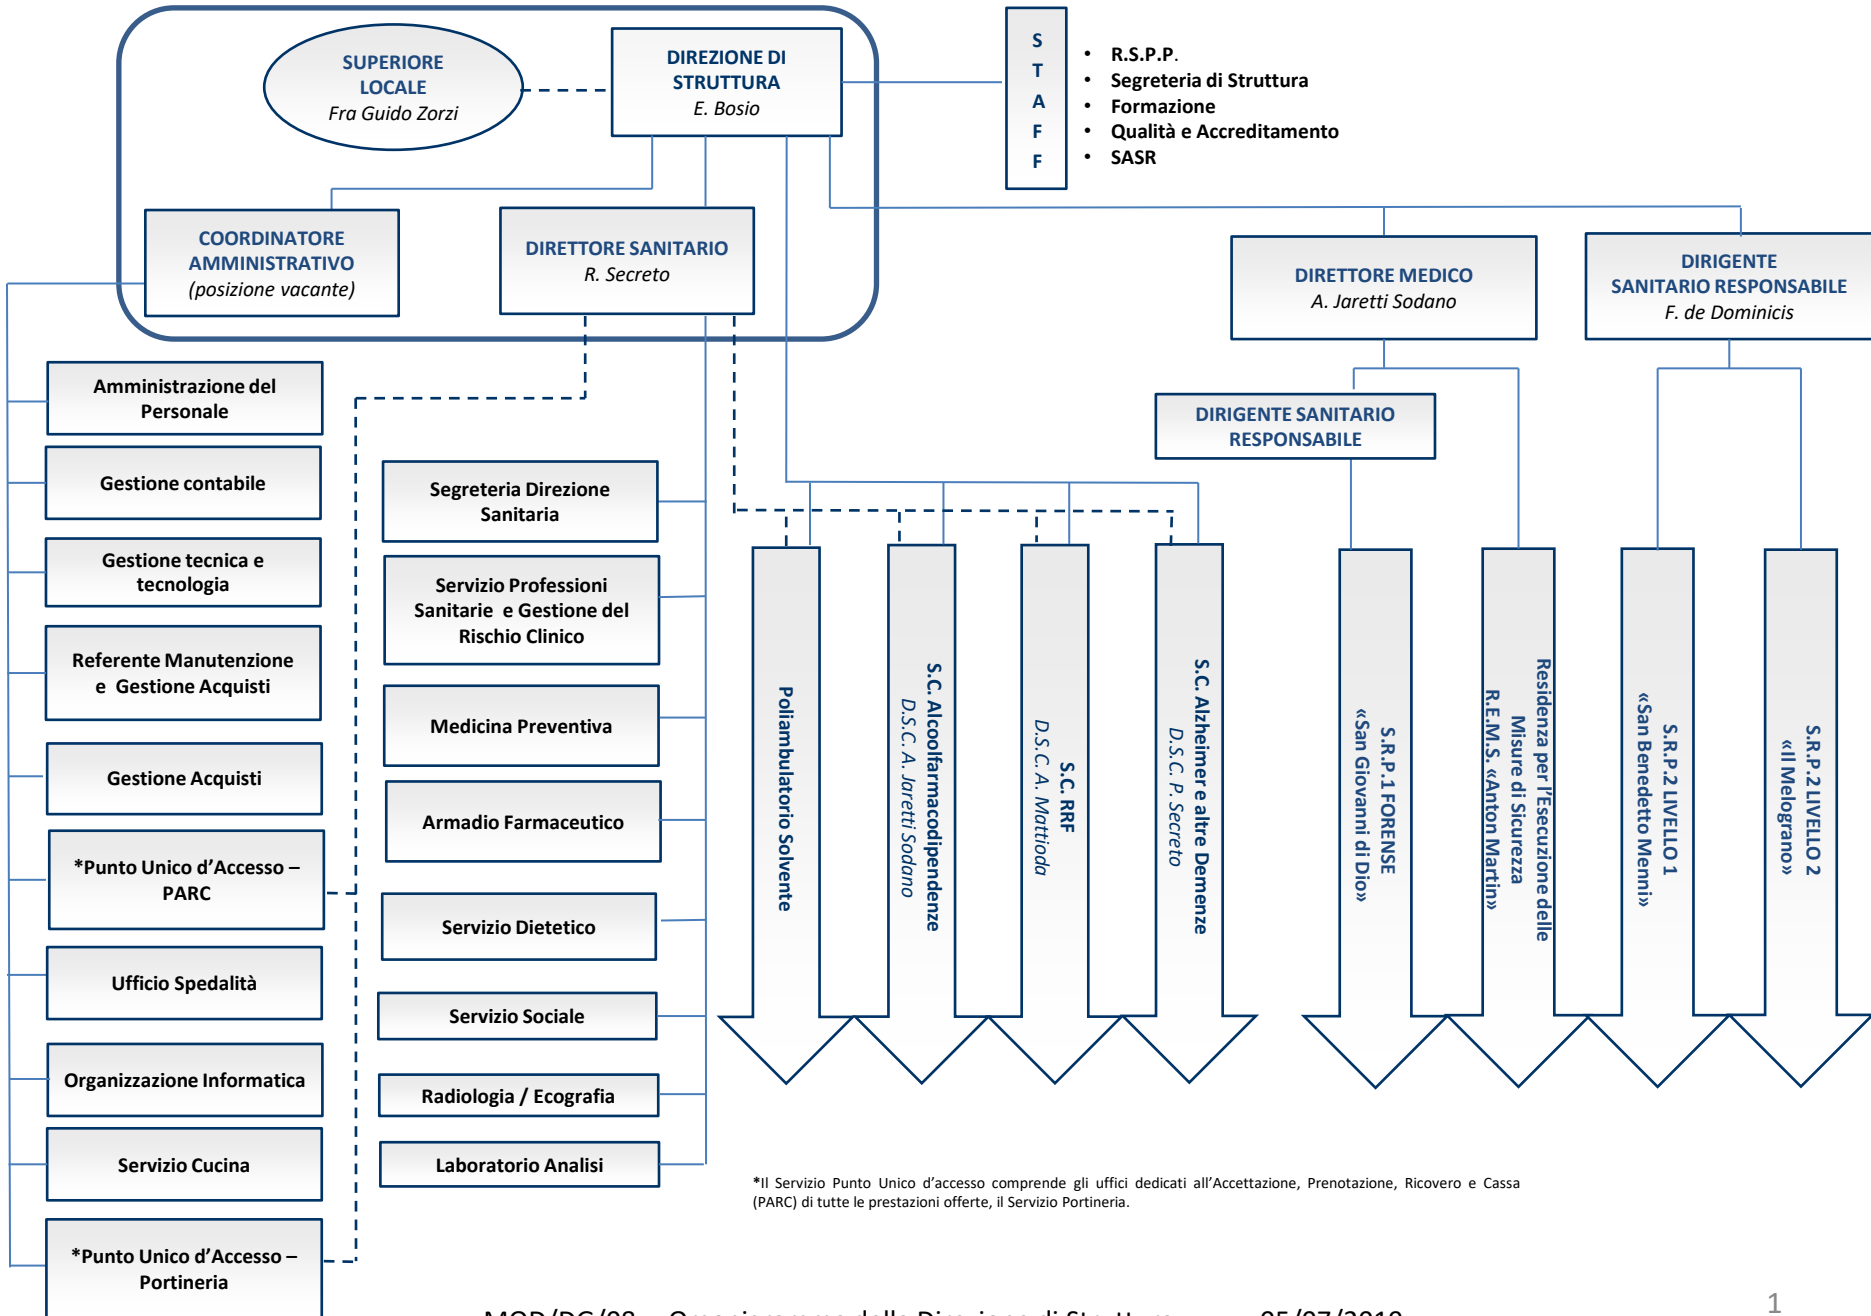 SUPERIORE
LOCALE
Fra Guido Zorzi
DIREZIONE DI
STRUTTURA
E. Bosio
S
T
A
F
F
• R.S.P.P.
• Segreteria di Struttura
• Formazione
• Qualità e Accreditamento
• SASR
COORDINATORE
AMMINISTRATIVO
(posizione vacante)
DIRETTORE SANITARIO
R. Secreto
DIRETTORE MEDICO
A. Jaretti Sodano
DIRIGENTE
SANITARIO RESPONSABILE
F. de Dominicis
DIRIGENTE SANITARIO
RESPONSABILE
Amministrazione del
Personale
Gestione contabile
Gestione tecnica e
tecnologia
Referente Manutenzione
e Gestione Acquisti
Gestione Acquisti
*Punto Unico d’Accesso –
PARC
Ufficio Spedalità
Organizzazione Informatica
Servizio Cucina
*Punto Unico d’Accesso –
Portineria
Segreteria Direzione
Sanitaria
Servizio Professioni
Sanitarie e Gestione del
Rischio Clinico
Medicina Preventiva
Armadio Farmaceutico
Servizio Dietetico
Servizio Sociale
Radiologia / Ecografia
Laboratorio Analisi
Poliambulatorio Solvente
S.C. Alcoolfarmacodipendenze
D.S.C. A. Jaretti Sodano
S.C. RRF
D.S.C. A. Mattioda
S.C. Alzheimer e altre Demenze
D.S.C. P. Secreto
S.R.P.1 FORENSE
«San Giovanni di Dio»
Residenza per l’Esecuzione delle
Misure di Sicurezza
R.E.M.S. «Anton Martin»
S.R.P.2 LIVELLO 1
«San Benedetto Menni»
S.R.P.2 LIVELLO 2
«Il Melograno»
*Il Servizio Punto Unico d’accesso comprende gli uffici dedicati all’Accettazione, Prenotazione, Ricovero e Cassa
(PARC) di tutte le prestazioni offerte, il Servizio Portineria.
1